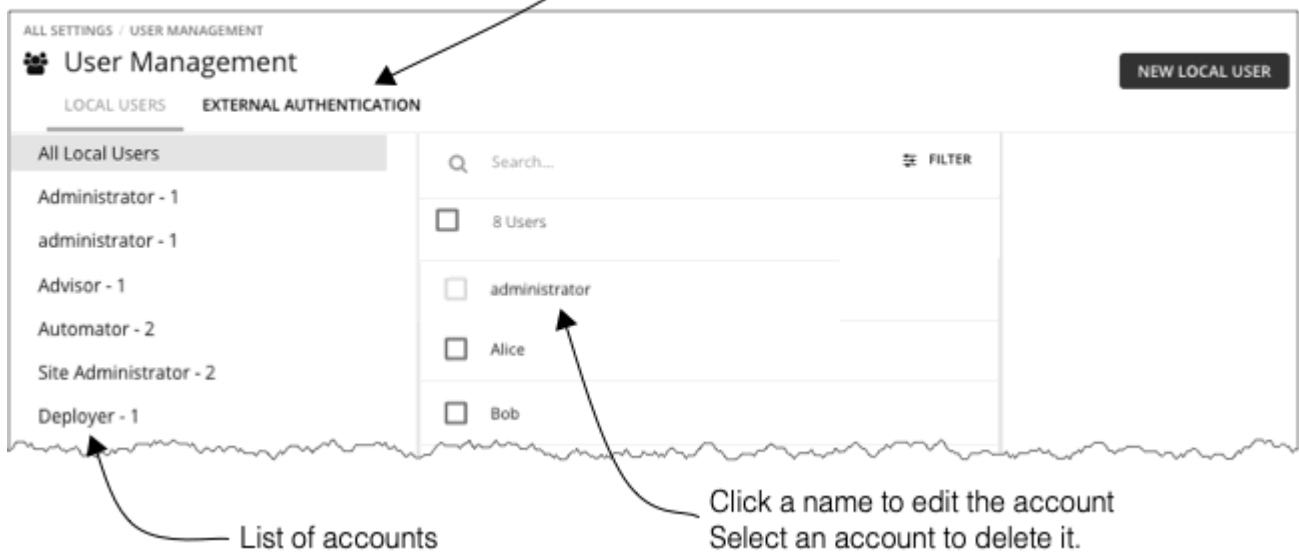 ALL SETTINGS / USER MANAGEMENT
User Management
NEW LOCAL USER
LOCAL USERS EXTERNAL AUTHENTICATION
All Local Users
Administrator - 1
administrator - 1
Advisor - 1
Automator - 2
Site Administrator - 2
Deployer - 1
Search...
FILTER
8 Users
administrator
Alice
Bob
List of accounts
Click a name to edit the account
Select an account to delete it.